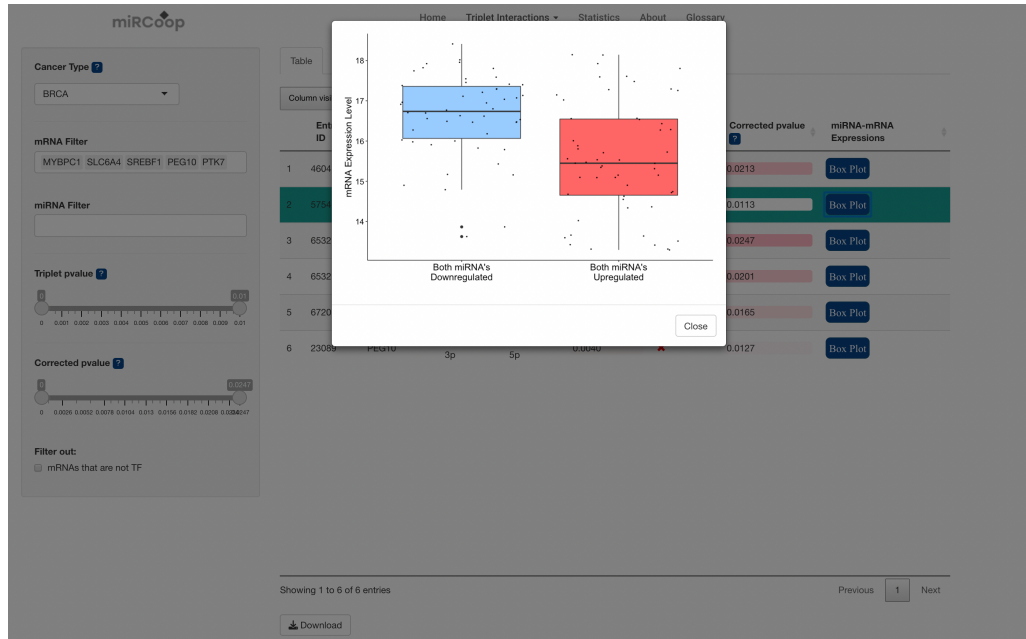 miRCoop
Home Triplet Interactions Statistics About Glossary
Cancer Type ?
BRCA
mRNA Filter
MYBPC1 SLC6A4 SREBF1 PEG10 PTK7
miRNA Filter
Triplet pvalue ?
0 0.01
0 0.001 0.002 0.003 0.004 0.005 0.006 0.007 0.008 0.009 0.01
Corrected pvalue ?
0 0.0247
0 0.0026 0.0052 0.0078 0.0104 0.013 0.0156 0.0182 0.0208
Filter out:
mRNAs that are not TF
Table
Column visi
Ent
ID
Corrected pvalue
?
miRNA-mRNA
Expressions
1 4604 0.0213 Box Plot
2 5754 0.0113 Box Plot
3 6532 0.0247 Box Plot
4 6532 0.0201 Box Plot
5 6720 0.0165 Box Plot
6 23089 PEG10 3p 5p 0.0040 0.0127 Box Plot
mRNA Expression Level
18
17
16
15
14
Both miRNA's
Downregulated
Both miRNA's
Upregulated
Close
Showing 1 to 6 of 6 entries
Previous 1 Next
Download